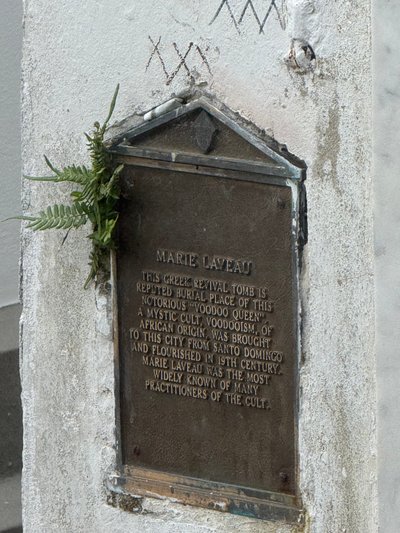 XXX
XXX
MARIE LAVEAU
THIS GREEK REVIVAL TOMB IS
REPUTED BURIAL PLACE OF THIS
NOTORIOUS "VOODOO QUEEN".
A MYSTIC CULT, VOODOOISM, OF
AFRICAN ORIGIN, WAS BROUGHT
TO THIS CITY FROM SANTO DOMINGO
AND FLOURISHED IN 19TH CENTURY.
MARIE LAVEAU WAS THE MOST
WIDELY KNOWN OF MANY
PRACTITIONERS OF THE CULT.